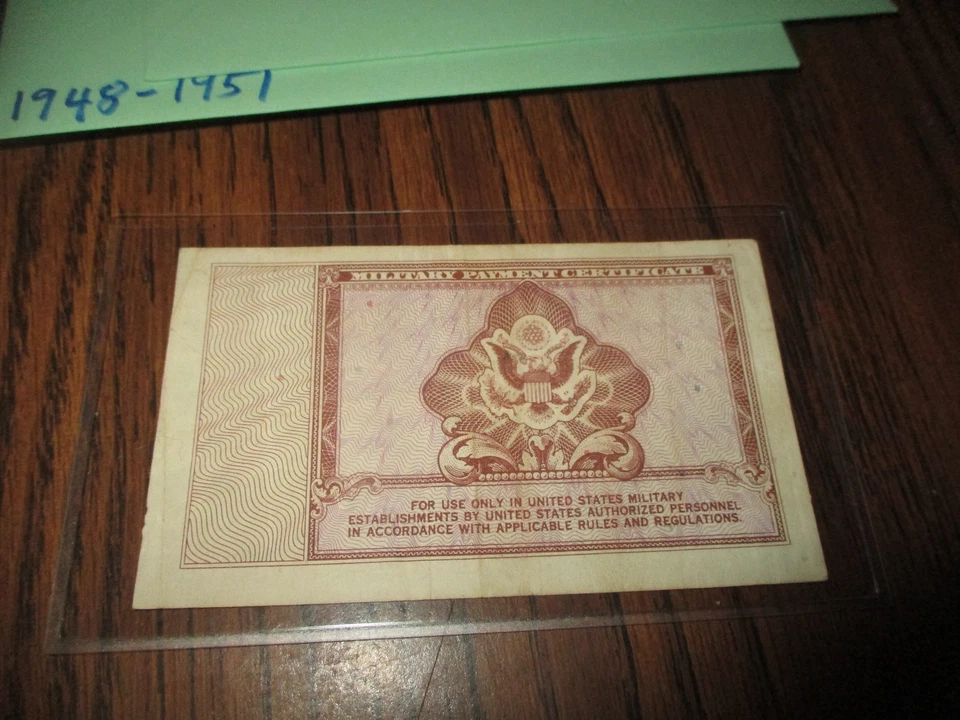 1948-1951
MILITARY PAYMENT CERTIFICATE
FOR USE ONLY IN UNITED STATES MILITARY
ESTABLISHMENTS BY UNITED STATES AUTHORIZED PERSONNEL
IN ACCORDANCE WITH APPLICABLE RULES AND REGULATIONS.